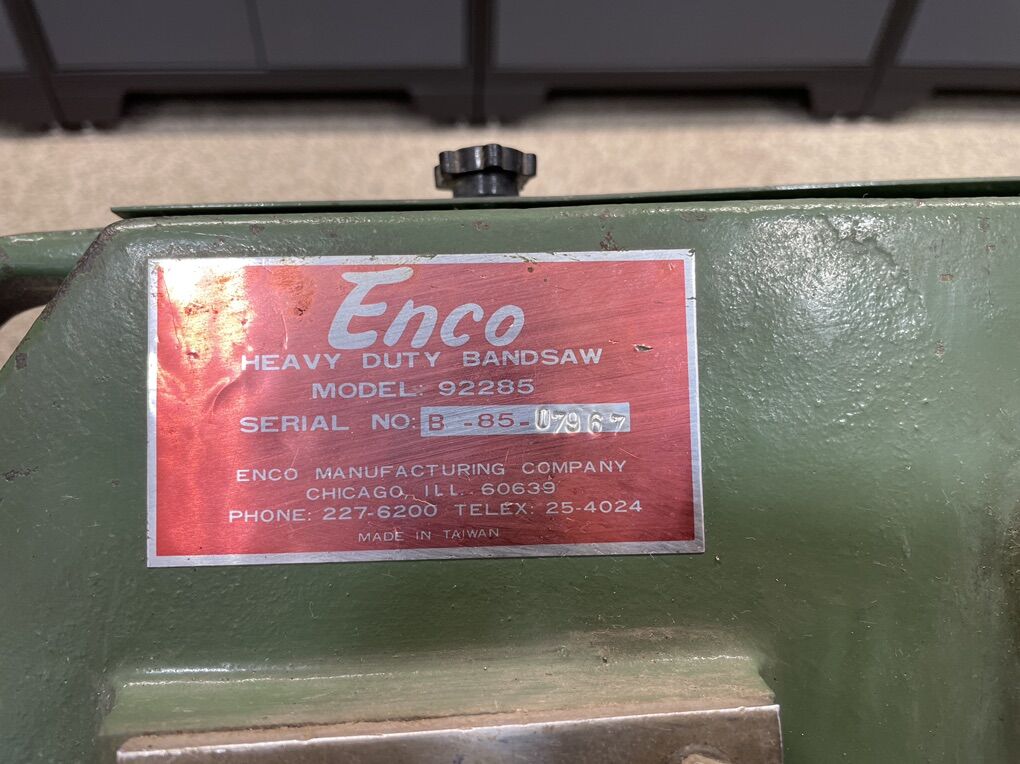 Enco
HEAVY DUTY BANDSAW
MODEL: 92285
SERIAL NO: B -85-07967
ENCO MANUFACTURING COMPANY
CHICAGO, ILL. 60639
PHONE: 227-6200 TELEX: 25-4024
MADE IN TAIWAN